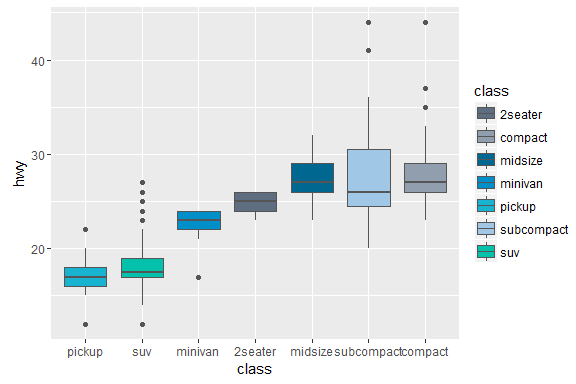 hwy
40
30
20
pickup suv minivan 2seater midsize subcompact compact
class
class
2seater
compact
midsize
minivan
pickup
subcompact
suv